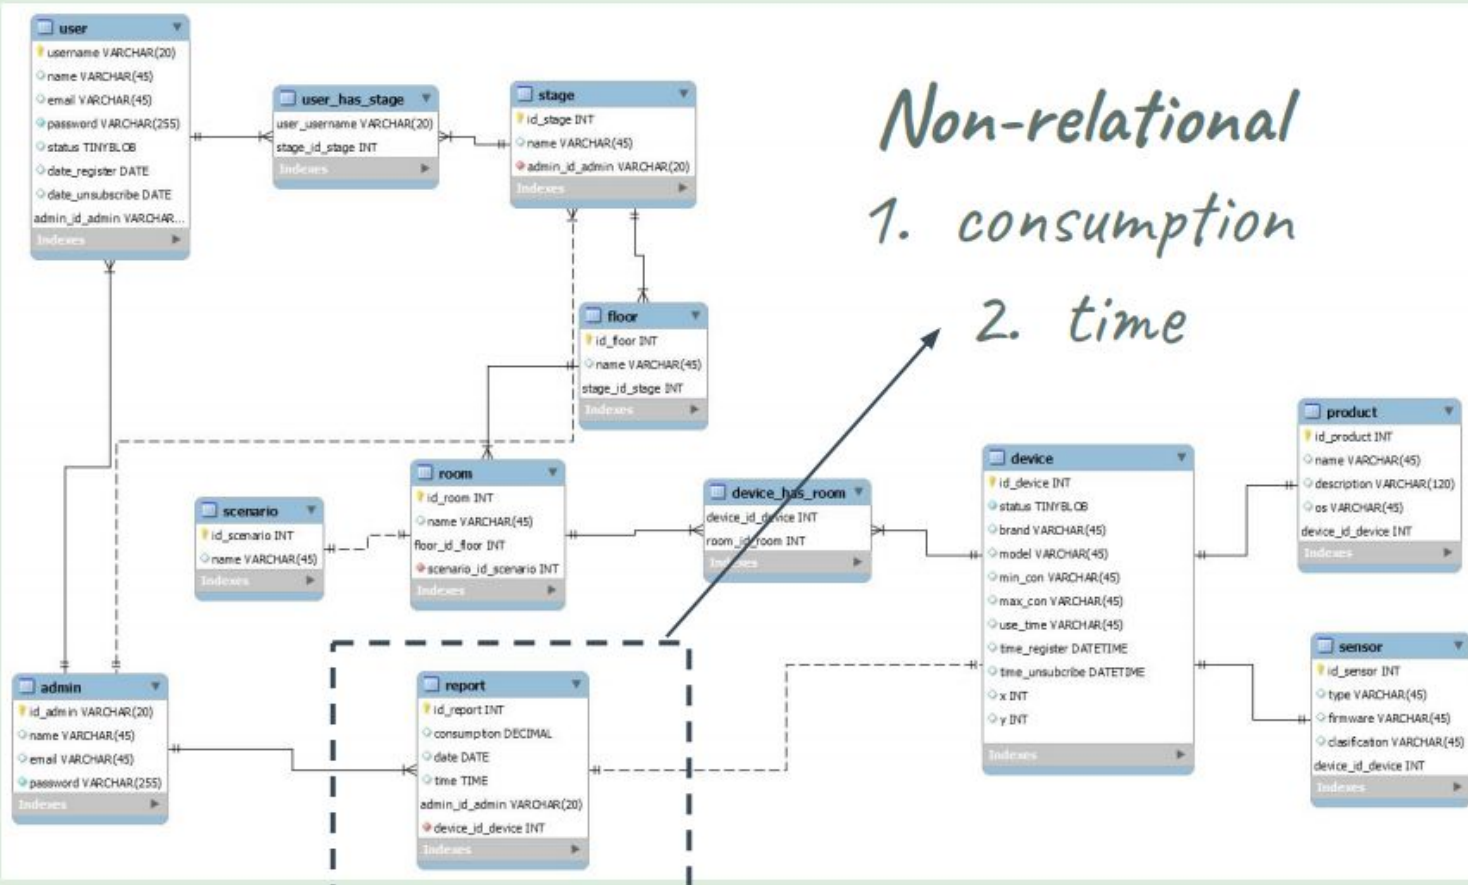 user
username VARCHAR(20)
name VARCHAR(45)
email VARCHAR(45)
password VARCHAR(255)
status TINYBLOB
date_register DATE
date_unsubscribe DATE
admin_id_admin VARCHAR...
Indexes
user_has_stage
user_username VARCHAR(20)
stage_id_stage INT
Indexes
stage
id_stage INT
name VARCHAR(45)
admin_id_admin VARCHAR(20)
Indexes
Non-relational
1. consumption
2. time
floor
id_floor INT
name VARCHAR(45)
stage_id_stage INT
Indexes
scenario
id_scenario INT
name VARCHAR(45)
Indexes
room
id_room INT
name VARCHAR(45)
floor_id_floor INT
scenario_id_scenario INT
Indexes
device_has_room
device_id_device INT
room_id_room INT
Indexes
device
id_device INT
status TINYBLOB
brand VARCHAR(45)
model VARCHAR(45)
min_con VARCHAR(45)
max_con VARCHAR(45)
use_time VARCHAR(45)
time_register DATETIME
time_unsubcribe DATETIME
x INT
y INT
Indexes
product
id_product INT
name VARCHAR(45)
description VARCHAR(120)
os VARCHAR(45)
device_id_device INT
Indexes
admin
id_admin VARCHAR(20)
name VARCHAR(45)
email VARCHAR(45)
password VARCHAR(255)
Indexes
report
id_report INT
consumption DECIMAL
date DATE
time TIME
admin_id_admin VARCHAR(20)
device_id_device INT
Indexes
sensor
id_sensor INT
type VARCHAR(45)
firmware VARCHAR(45)
clasification VARCHAR(45)
device_id_device INT
Indexes